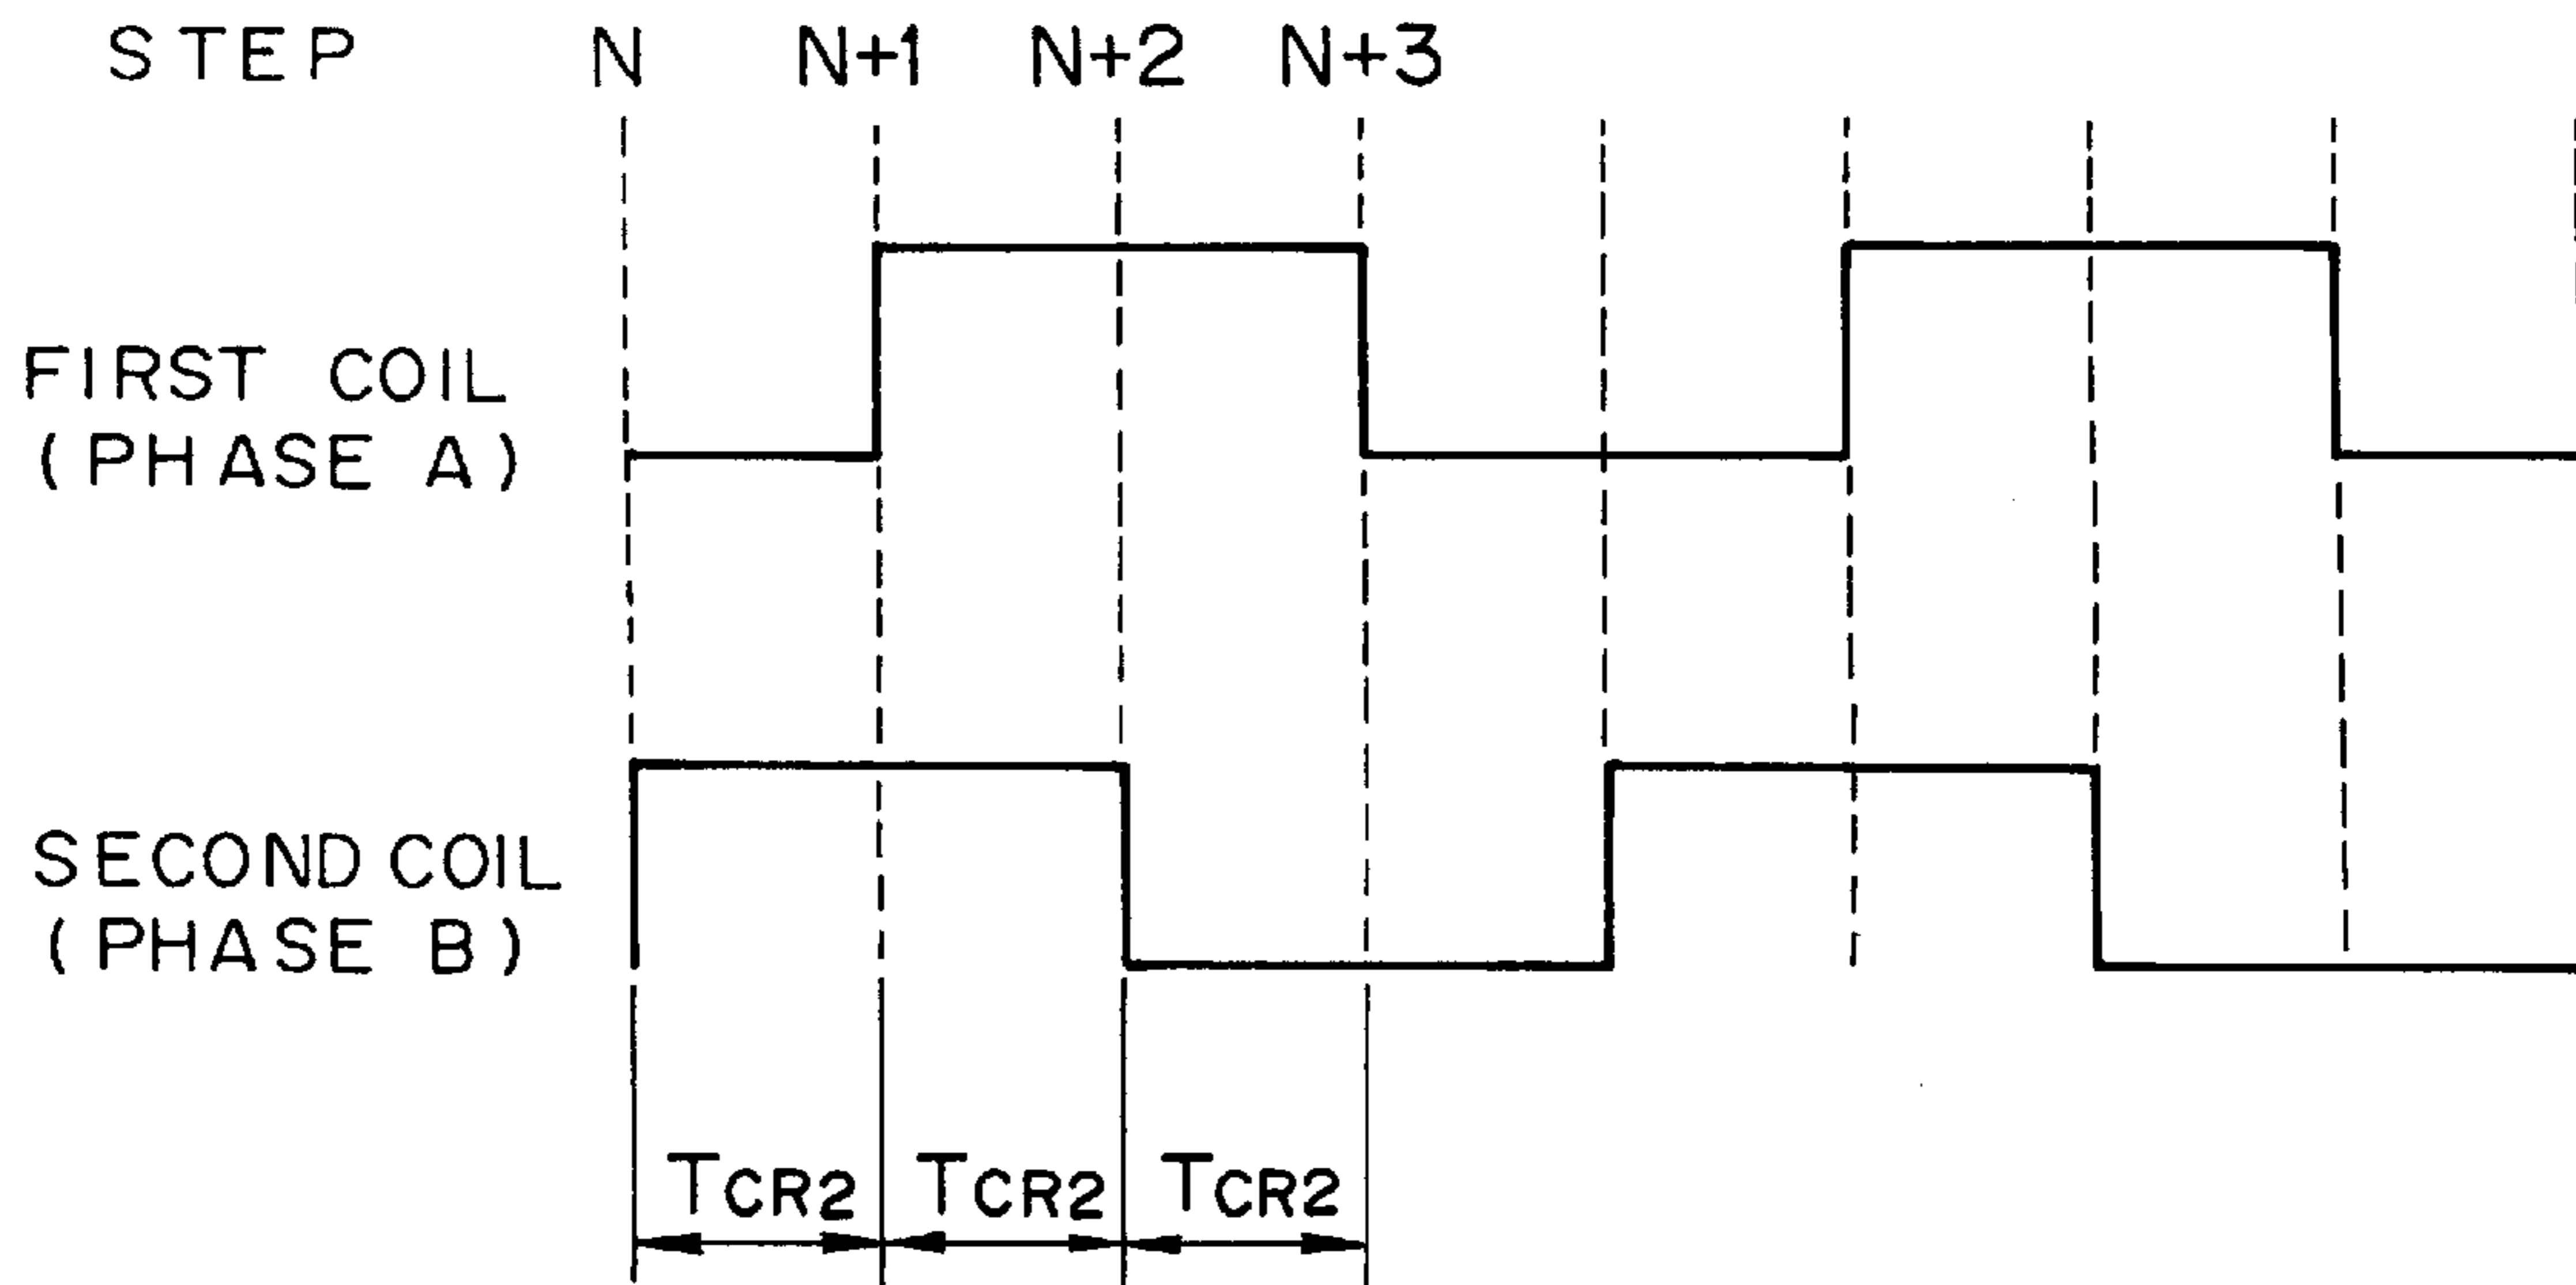 STEP N N+1 N+2 N+3
FIRST COIL
(PHASE A)
SECOND COIL
(PHASE B)
TCR2 TCR2 TCR2